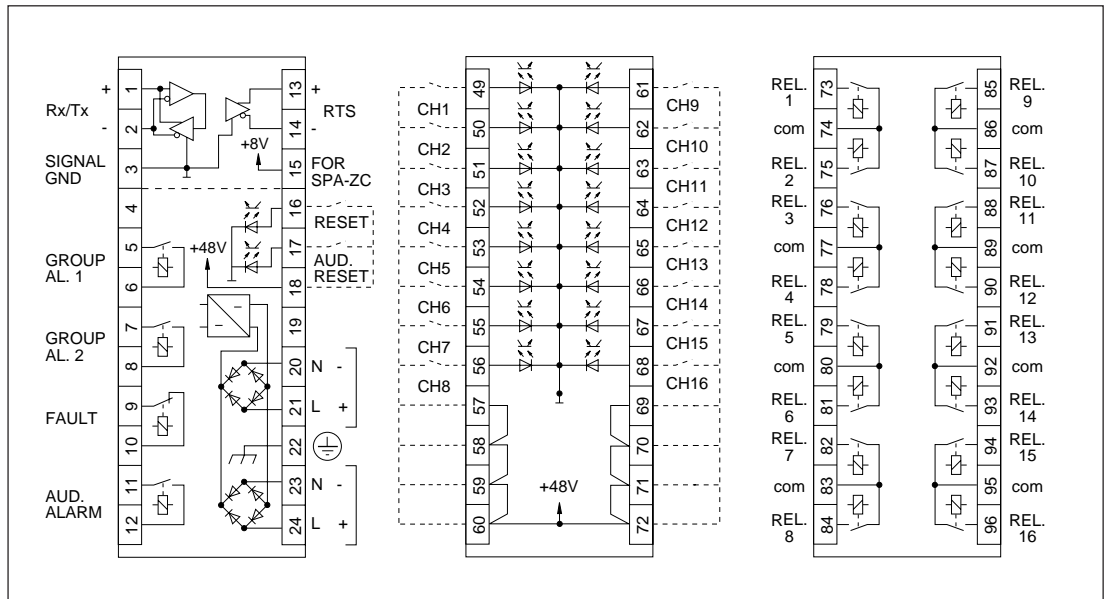 + 1 13 +
Rx/Tx RTS
- 2 14 -
+8V
SIGNAL
GND 3 15 FOR
SPA-ZC
4 16
RESET
5 17
+48V
GROUP
AL. 1
AUD.
RESET
6 18
7 19
GROUP
AL. 2
8 20 N -
9 21 L +
FAULT
10 22
11 23 N -
AUD.
ALARM
12 24 L +
49 61
CH1 CH9
50 62
CH2 CH10
51 63
CH3 CH11
52 64
CH4 CH12
53 65
CH5 CH13
54 66
CH6 CH14
55 67
CH7 CH15
56 68
CH8 CH16
57 69
58 70
59 71
+48V
60 72
REL.
1 73 85 REL.
9
com 74 86 com
REL.
2 75 87 REL.
10
REL.
3 76 88 REL.
11
com 77 89 com
REL.
4 78 90 REL.
12
REL.
5 79 91 REL.
13
com 80 92 com
REL.
6 81 93 REL.
14
REL.
7 82 94 REL.
15
com 83 95 com
REL.
8 84 96 REL.
16